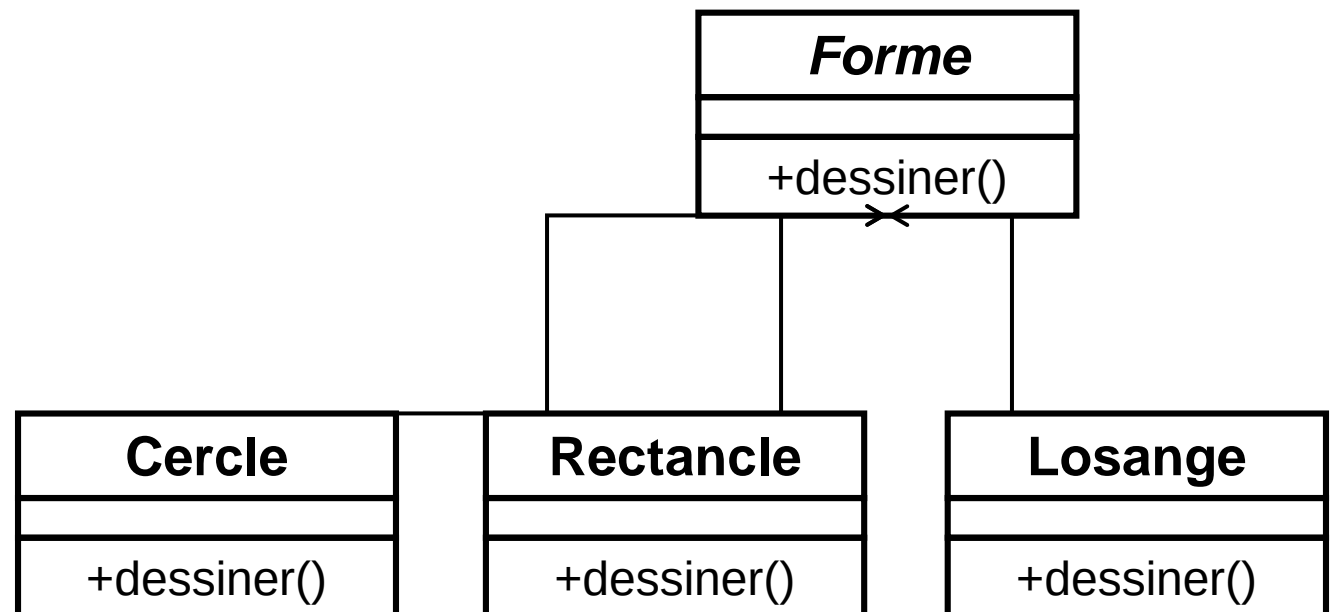 Forme
+dessiner()
Cercle
Rectancle
Losange
+dessiner()
+dessiner()
+dessiner()